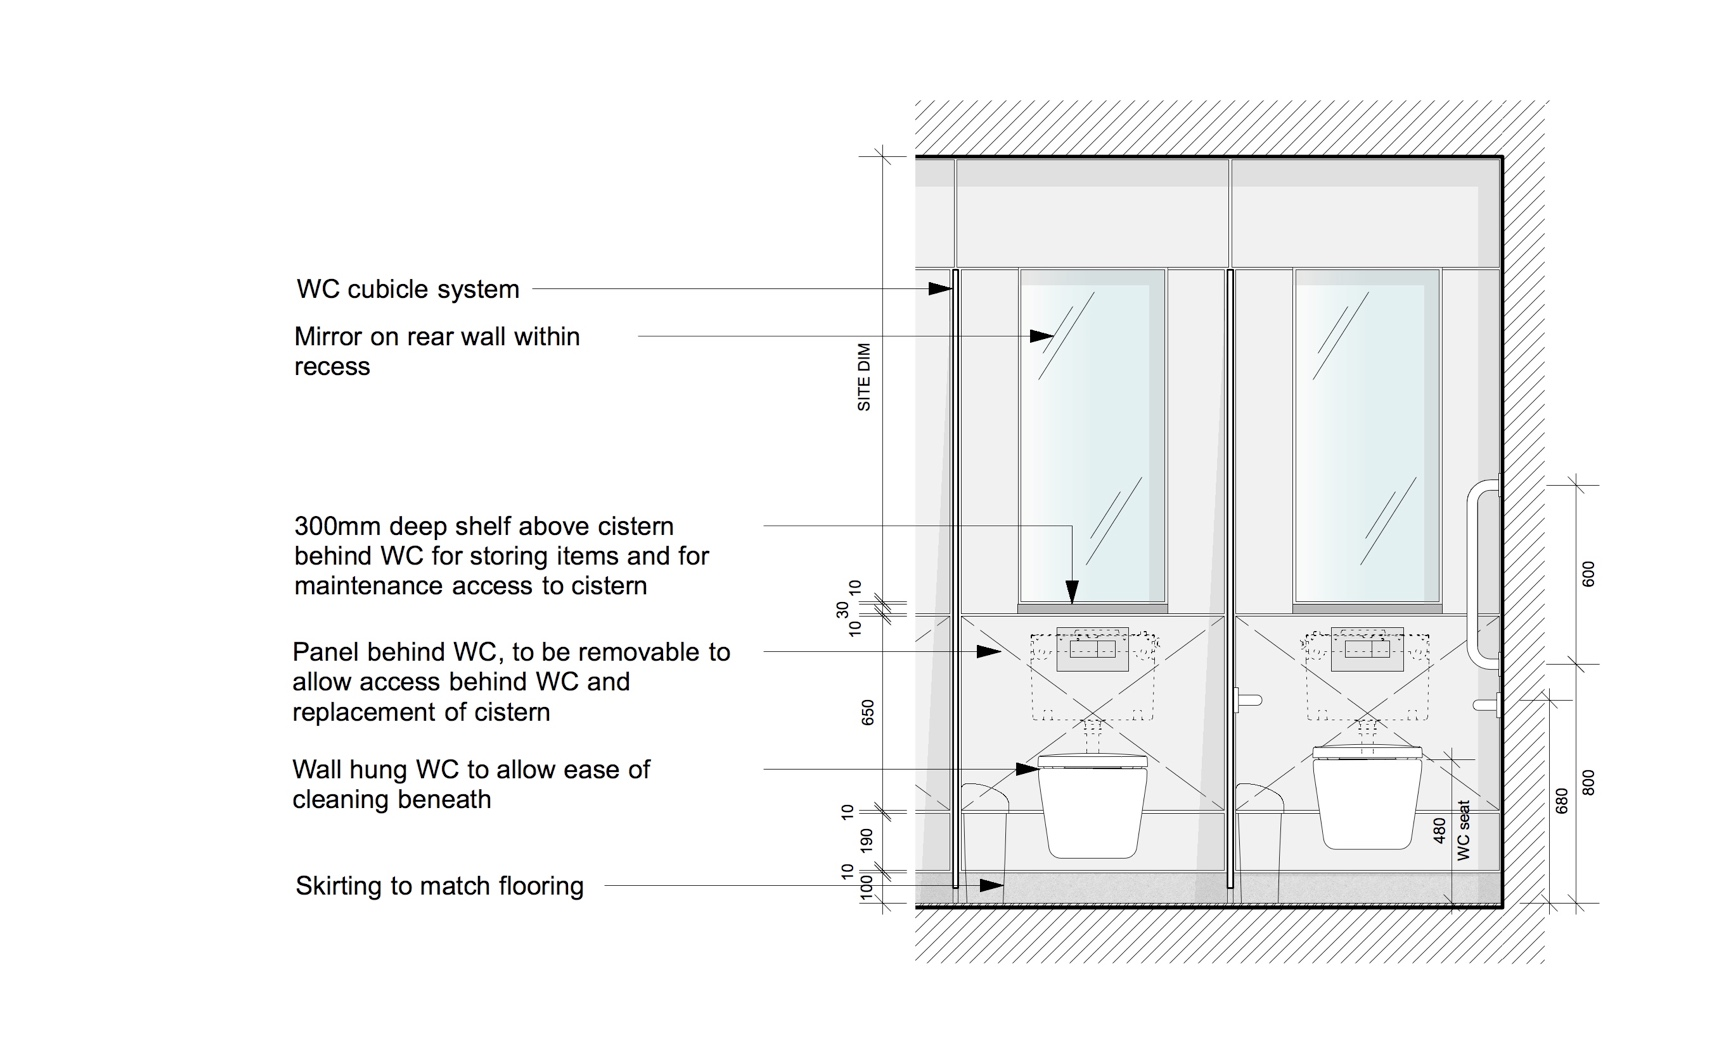 WC cubicle system
Mirror on rear wall within
recess
SITE DIM
300mm deep shelf above cistern
behind WC for storing items and for
maintenance access to cistern
10
30
10
600
Panel behind WC, to be removable to
allow access behind WC and
replacement of cistern
650
Wall hung WC to allow ease of
cleaning beneath
10
190
10
100
480
WC seat
680
800
Skirting to match flooring